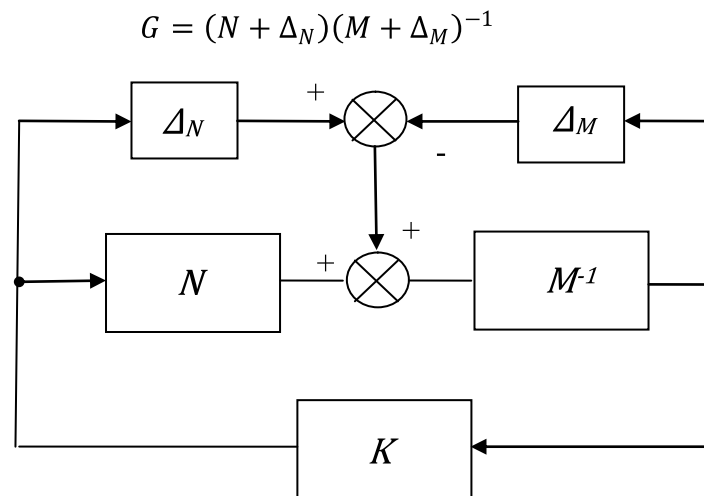 G = (N + Δ_N)(M + Δ_M)⁻¹
+
Δ_N
Δ_M
-
+
N
+
M⁻¹
K